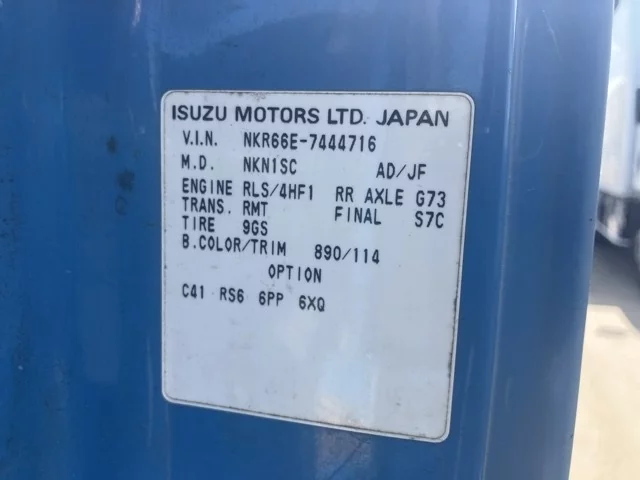 ISUZU MOTORS LTD. JAPAN
V.I.N. NKR66E-7444716
M.D. NKN1SC AD/JF
ENGINE RLS/4HF1 RR AXLE G73
TRANS. RMT FINAL S7C
TIRE 9GS
B.COLOR/TRIM 890/114
OPTION
C41 RS6 6PP 6XQ